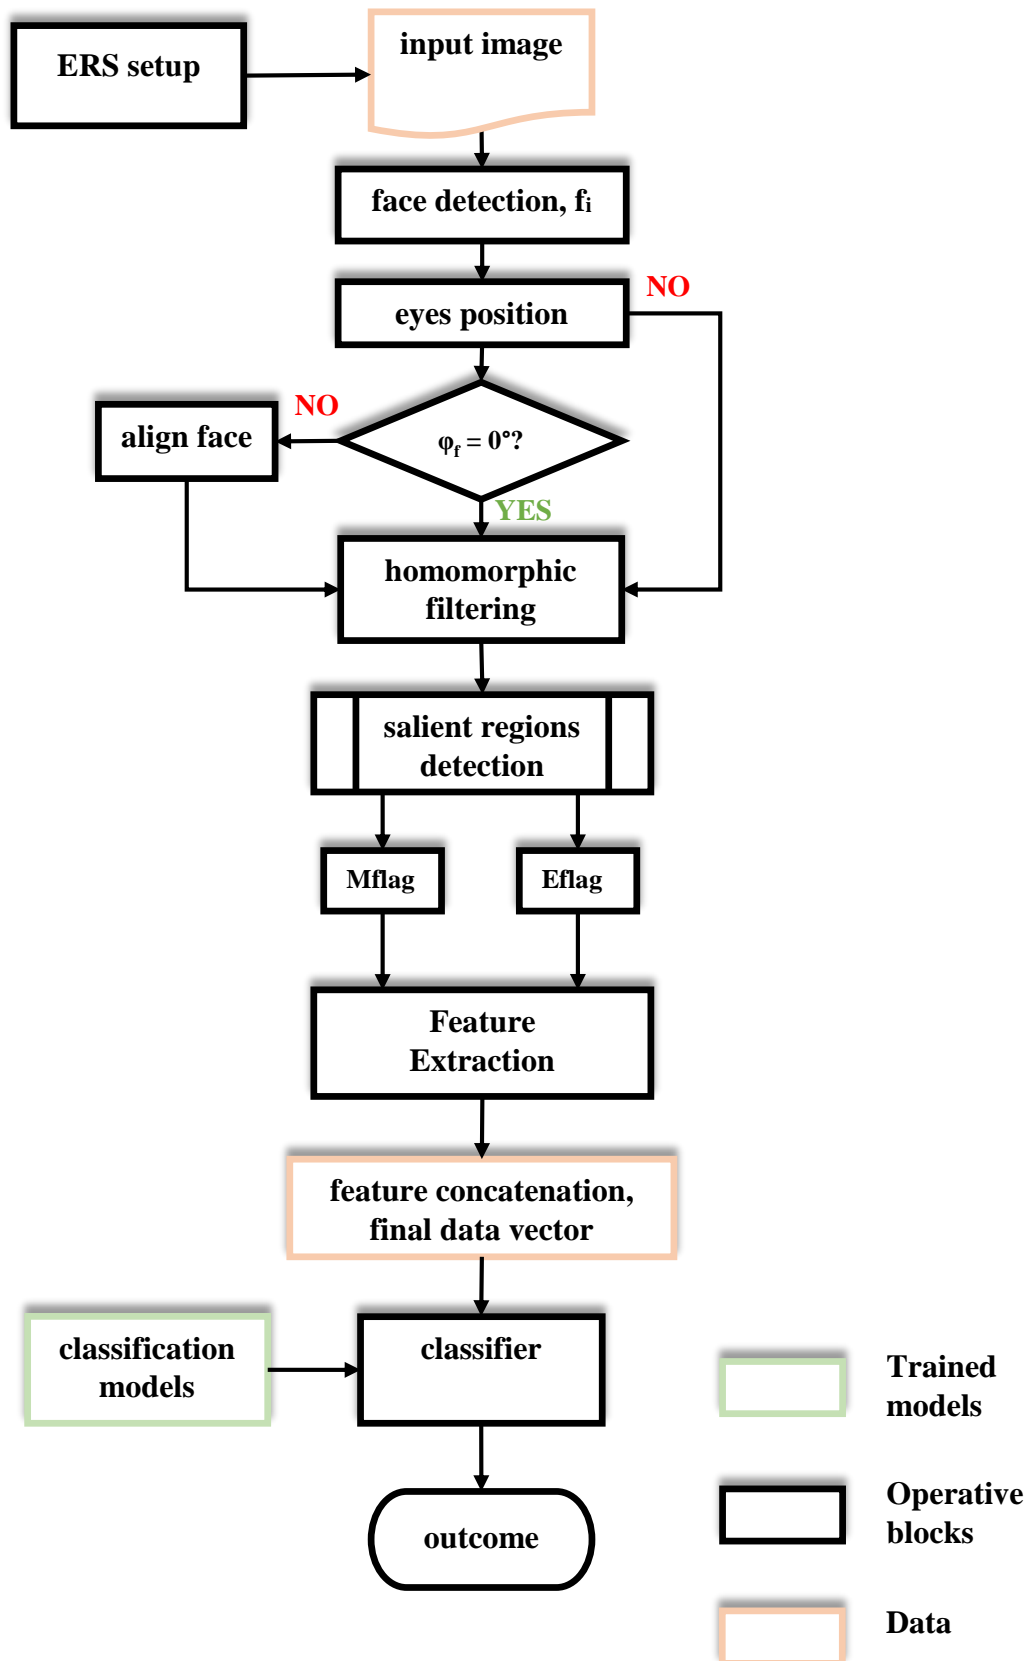 ERS setup
input image
face detection, fi
eyes position
NO
φf = 0°?
NO
align face
YES
homomorphic
filtering
salient regions
detection
Mflag
Eflag
Feature
Extraction
feature concatenation,
final data vector
classification
models
classifier
outcome
Trained
models
Operative
blocks
Data